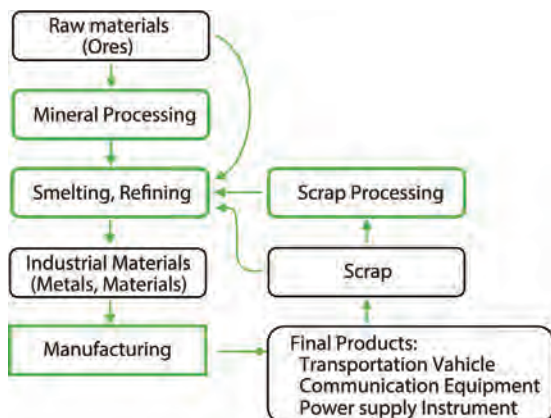 Raw materials
(Ores)
Mineral Processing
Smelting, Refining
Scrap Processing
Industrial Materials
(Metals, Materials)
Scrap
Manufacturing
Final Products:
Transportation Vahicle
Communication Equipment
Power supply Instrument